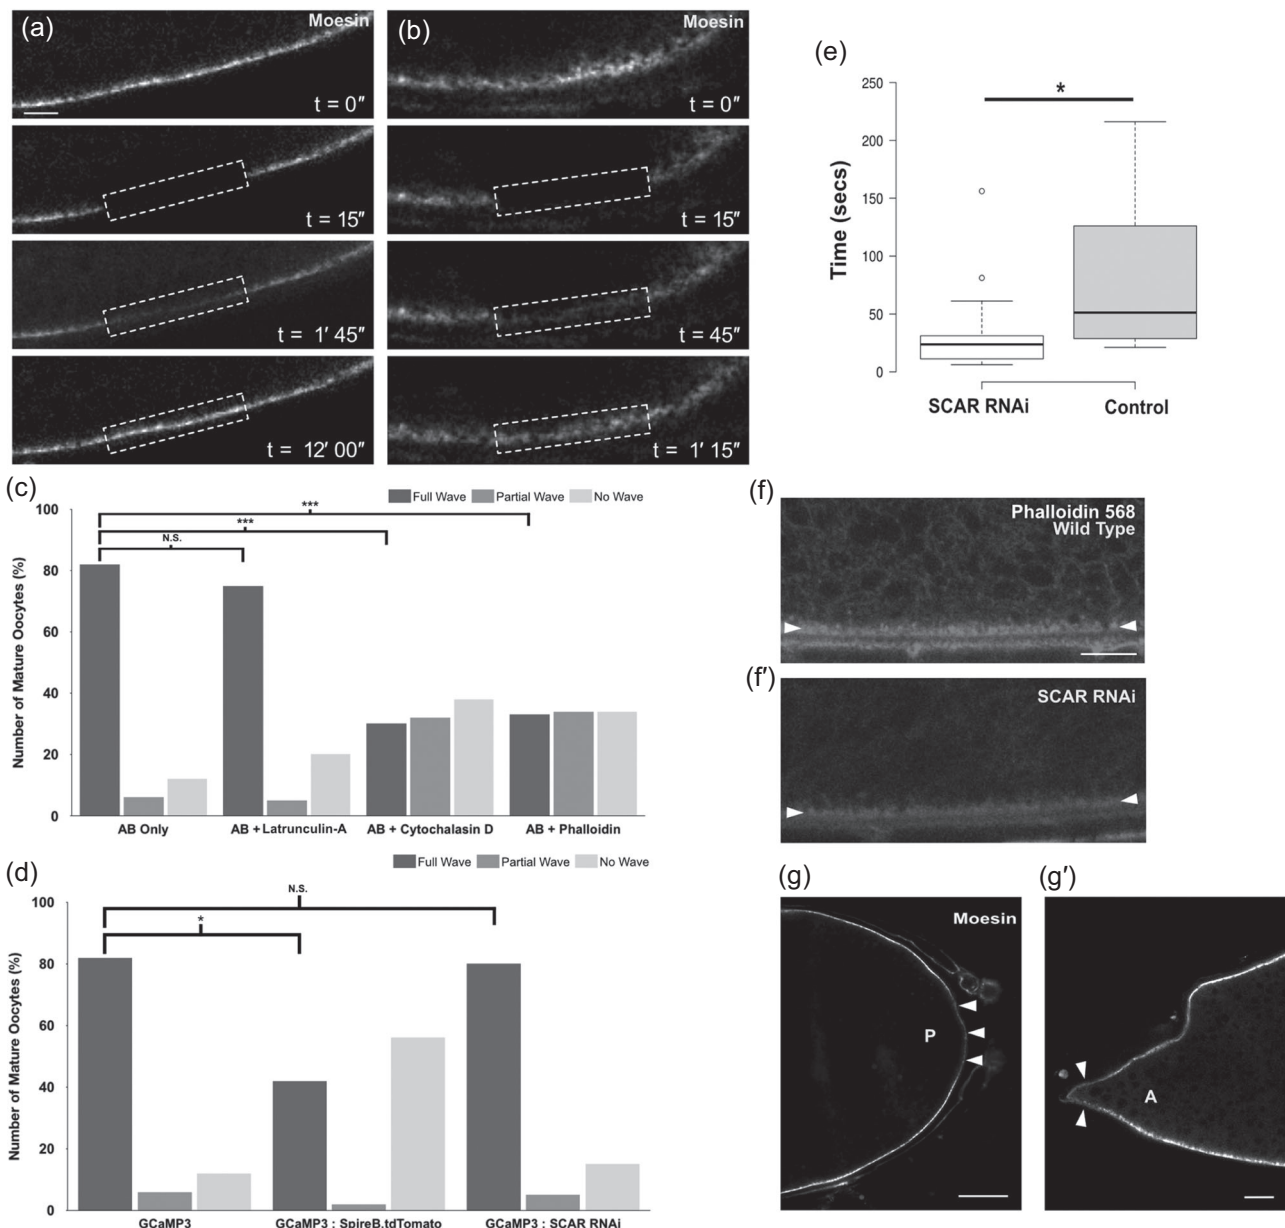 (a)
Moesin
t = 0″
t = 15″
t = 1′ 45″
t = 12′ 00″
(b)
Moesin
t = 0″
t = 15″
t = 45″
t = 1′ 15″
(e)
250
200
150
100
50
0
Time (secs)
*
SCAR RNAi
Control
(c)
Full Wave
Partial Wave
No Wave
100
80
60
40
20
0
Number of Mature Oocytes (%)
***
***
N.S.
AB Only
AB + Latrunculin-A
AB + Cytochalasin D
AB + Phalloidin
(d)
Full Wave
Partial Wave
No Wave
100
80
60
40
20
0
Number of Mature Oocytes (%)
N.S.
*
GCaMP3
GCaMP3 ; SpireB.tdTomato
GCaMP3 ; SCAR RNAi
(f)
Phalloidin 568
Wild Type
(f′)
SCAR RNAi
(g)
Moesin
P
(g′)
A